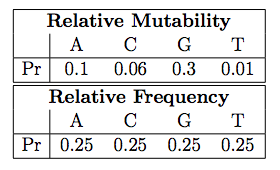 Relative Mutability
A C G T
Pr 0.1 0.06 0.3 0.01
Relative Frequency
A C G T
Pr 0.25 0.25 0.25 0.25